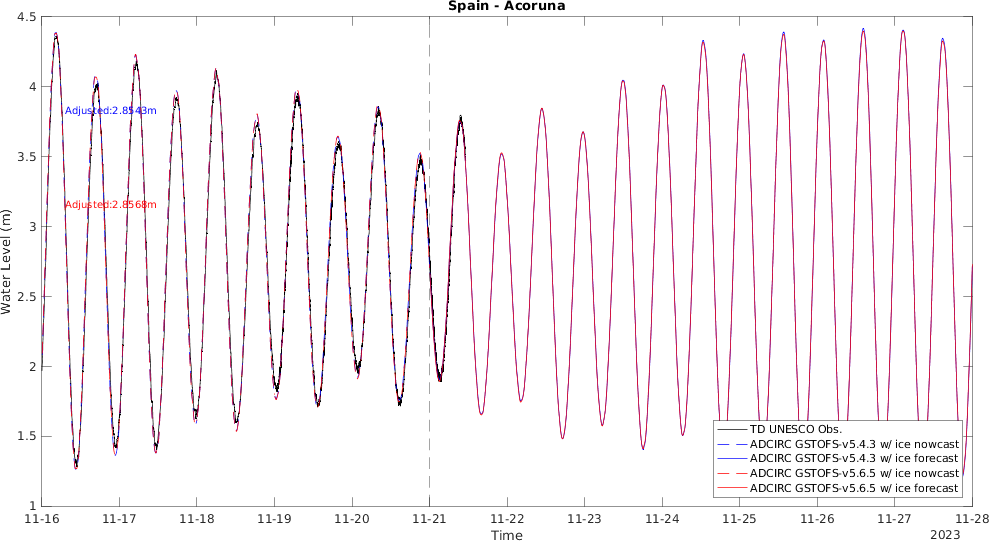 Spain - Acoruna
4.5
4
3.5
3
2.5
2
1.5
1
Water Level (m)
Adjusted:2.8543m
Adjusted:2.8568m
TD UNESCO Obs.
ADCIRC GSTOFS-v5.4.3 w/ ice nowcast
ADCIRC GSTOFS-v5.4.3 w/ ice forecast
ADCIRC GSTOFS-v5.6.5 w/ ice nowcast
ADCIRC GSTOFS-v5.6.5 w/ ice forecast
11-16 11-17 11-18 11-19 11-20 11-21 11-22 11-23 11-24 11-25 11-26 11-27 11-28
Time
2023